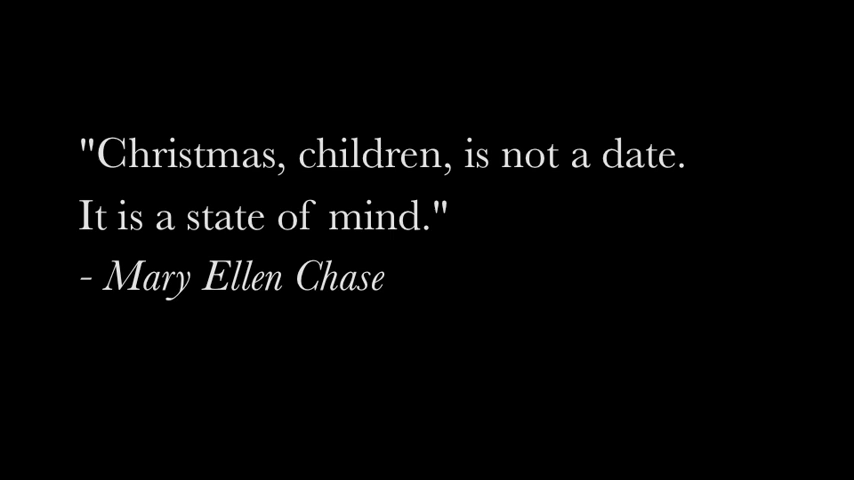 "Christmas, children, is not a date.
It is a state of mind."
- Mary Ellen Chase